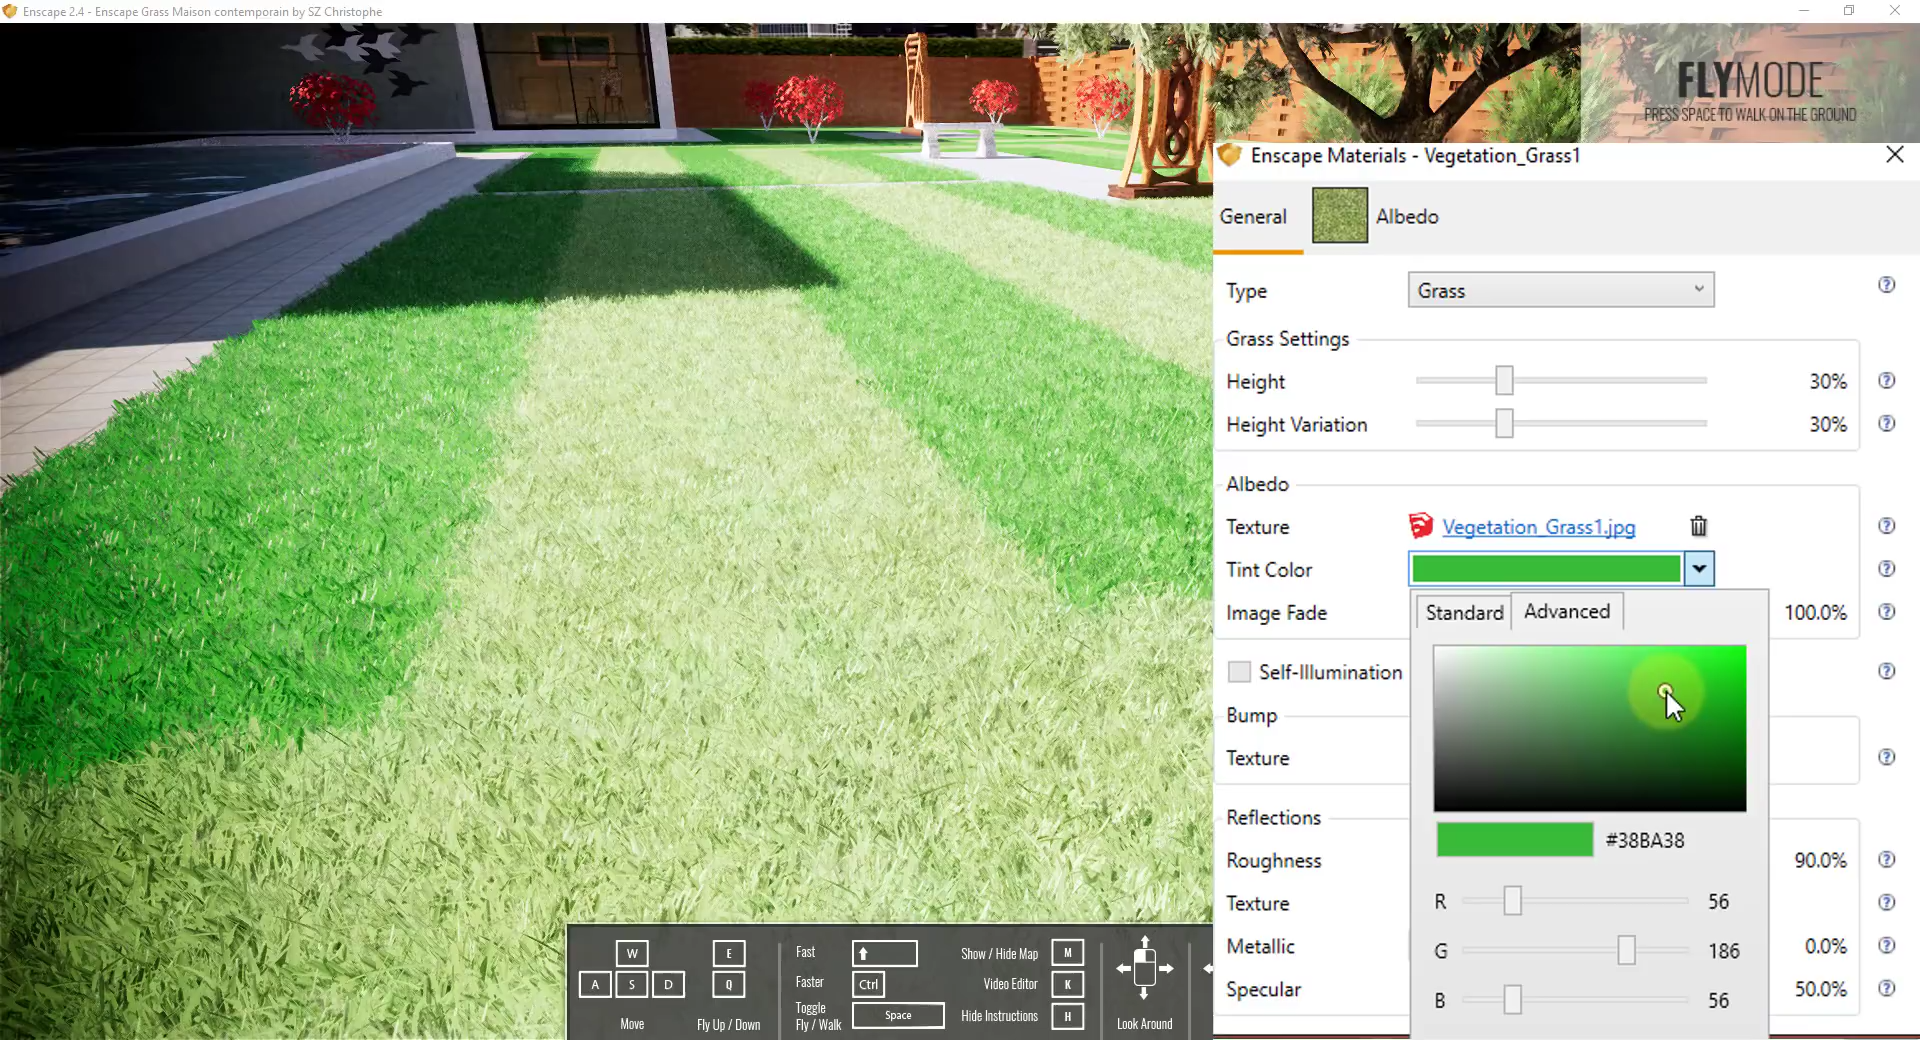 Enscape 2.4 - Enscape Grass Maison contemporain by SZ Christophe
FLYMODE
PRESS SPACE TO WALK ON THE GROUND
Enscape Materials - Vegetation_Grass1
General
Albedo
Type
Grass
Grass Settings
Height
30%
Height Variation
30%
Albedo
Texture
Vegetation_Grass1.jpg
Tint Color
Image Fade
100.0%
Standard
Advanced
Self-Illumination
Bump
Texture
#38BA38
Reflections
Roughness
90.0%
Texture
Metallic
0.0%
Specular
50.0%
R
56
G
186
B
56
W
A
S
D
Move
E
Q
Fly Up / Down
Fast
Faster
Ctrl
Toggle
Fly / Walk
Space
Show / Hide Map
M
Video Editor
K
Hide Instructions
H
Look Around